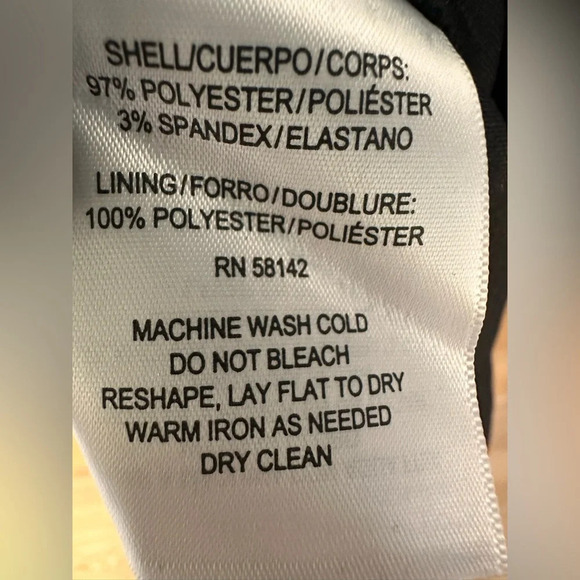 SHELL/CUERPO/CORPS:
97% POLYESTER/POLIÉSTER
3% SPANDEX/ELASTANO
LINING/FORRO/DOUBLURE:
100% POLYESTER/POLIÉSTER
RN 58142
MACHINE WASH COLD
DO NOT BLEACH
RESHAPE, LAY FLAT TO DRY
WARM IRON AS NEEDED
DRY CLEAN